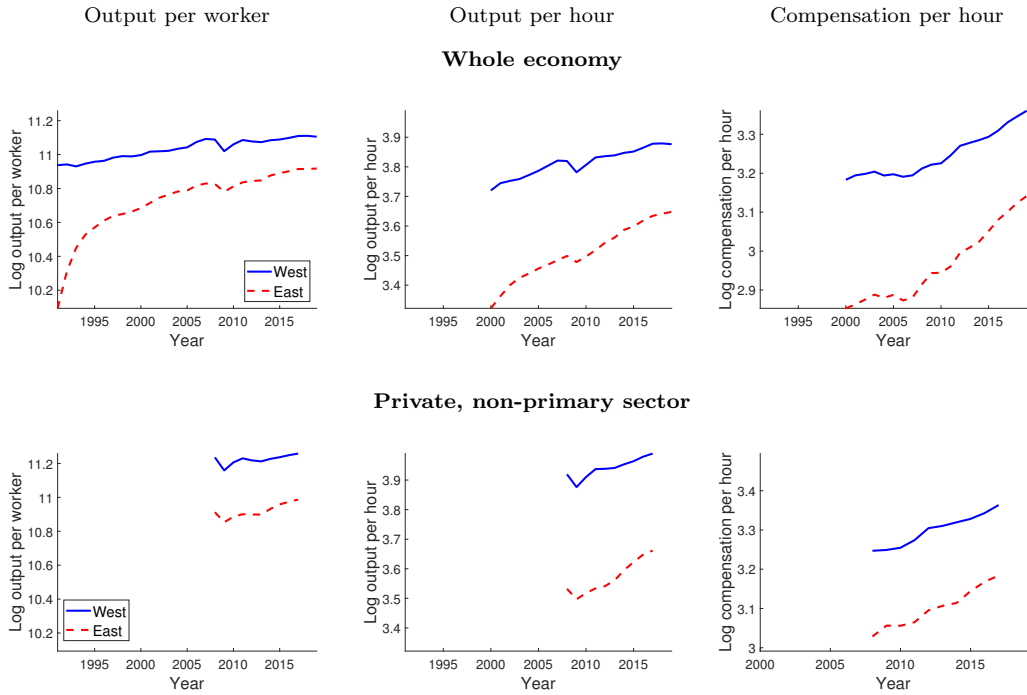 Output per worker
Output per hour
Compensation per hour
Whole economy
Log output per worker
11.2
11
10.8
10.6
10.4
10.2
West
East
1995 2000 2005 2010 2015
Year
Log output per hour
3.9
3.8
3.7
3.6
3.5
3.4
1995 2000 2005 2010 2015
Year
Log compensation per hour
3.3
3.2
3.1
3
2.9
1995 2000 2005 2010 2015
Year
Private, non-primary sector
Log output per worker
11.2
11
10.8
10.6
10.4
10.2
West
East
1995 2000 2005 2010 2015
Year
Log output per hour
3.9
3.8
3.7
3.6
3.5
3.4
1995 2000 2005 2010 2015
Year
Log compensation per hour
3.4
3.3
3.2
3.1
3
2000 2005 2010 2015
Year